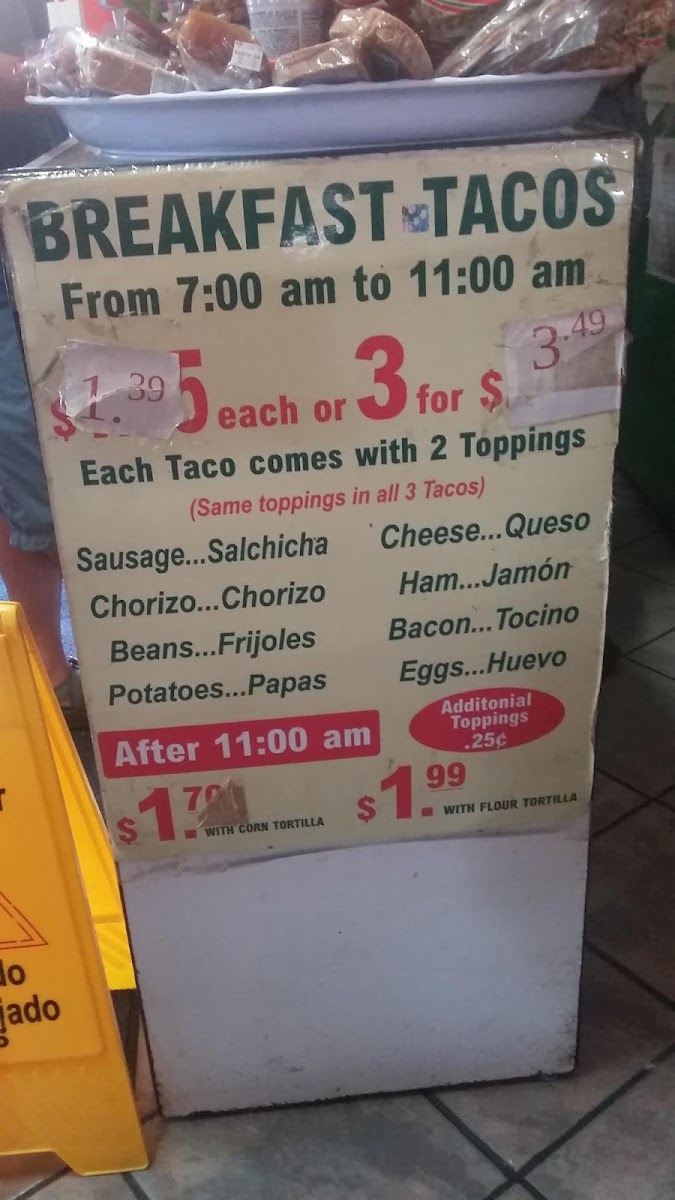 BREAKFAST TACOS
From 7:00 am to 11:00 am
$1.39 each or 3 for $3.49
Each Taco comes with 2 Toppings
(Same toppings in all 3 Tacos)
Sausage...Salchicha
Chorizo...Chorizo
Beans...Frijoles
Potatoes...Papas
Cheese...Queso
Ham...Jamón
Bacon...Tocino
Eggs...Huevo
Additonial
Toppings
.25¢
After 11:00 am
$1.79 WITH CORN TORTILLA
$1.99 WITH FLOUR TORTILLA